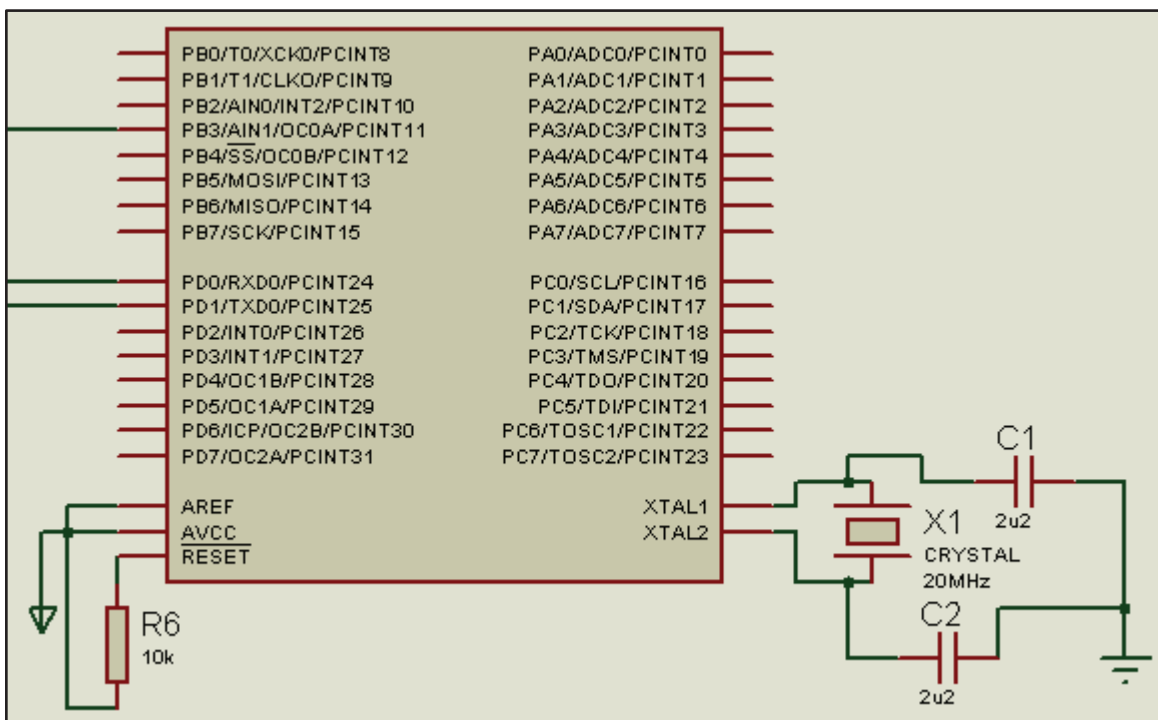 PB0/T0/XCK0/PCINT8
PB1/T1/CLKO/PCINT9
PB2/AIN0/INT2/PCINT10
PB3/AIN1/OC0A/PCINT11
PB4/SS/OC0B/PCINT12
PB5/MOSI/PCINT13
PB6/MISO/PCINT14
PB7/SCK/PCINT15
PD0/RXD0/PCINT24
PD1/TXD0/PCINT25
PD2/INT0/PCINT26
PD3/INT1/PCINT27
PD4/OC1B/PCINT28
PD5/OC1A/PCINT29
PD6/ICP/OC2B/PCINT30
PD7/OC2A/PCINT31
AREF
AVCC
RESET
PA0/ADC0/PCINT0
PA1/ADC1/PCINT1
PA2/ADC2/PCINT2
PA3/ADC3/PCINT3
PA4/ADC4/PCINT4
PA5/ADC5/PCINT5
PA6/ADC6/PCINT6
PA7/ADC7/PCINT7
PC0/SCL/PCINT16
PC1/SDA/PCINT17
PC2/TCK/PCINT18
PC3/TMS/PCINT19
PC4/TDO/PCINT20
PC5/TDI/PCINT21
PC6/TOSC1/PCINT22
PC7/TOSC2/PCINT23
XTAL1
XTAL2
R6
10k
C1
2u2
X1
CRYSTAL
20MHz
C2
2u2